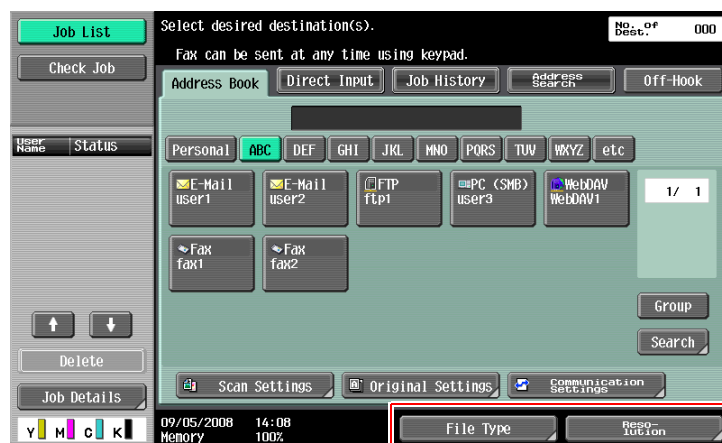 Job List
Check Job
User Name
Status
Delete
Job Details
Y M C K
Select desired destination(s).
No. of Dest. 000
Fax can be sent at any time using keypad.
Address Book
Direct Input
Job History
Address Search
Off-Hook
Personal
ABC
DEF
GHI
JKL
MNO
PQRS
TUV
WXYZ
etc
E-Mail
user1
E-Mail
user2
FTP
ftp1
PC (SMB)
user3
WebDAV
WebDAV1
1/ 1
Fax
fax1
Fax
fax2
Group
Search
Scan Settings
Original Settings
Communication
Settings
09/05/2008 14:08
Memory 100%
File Type
Reso-
lution